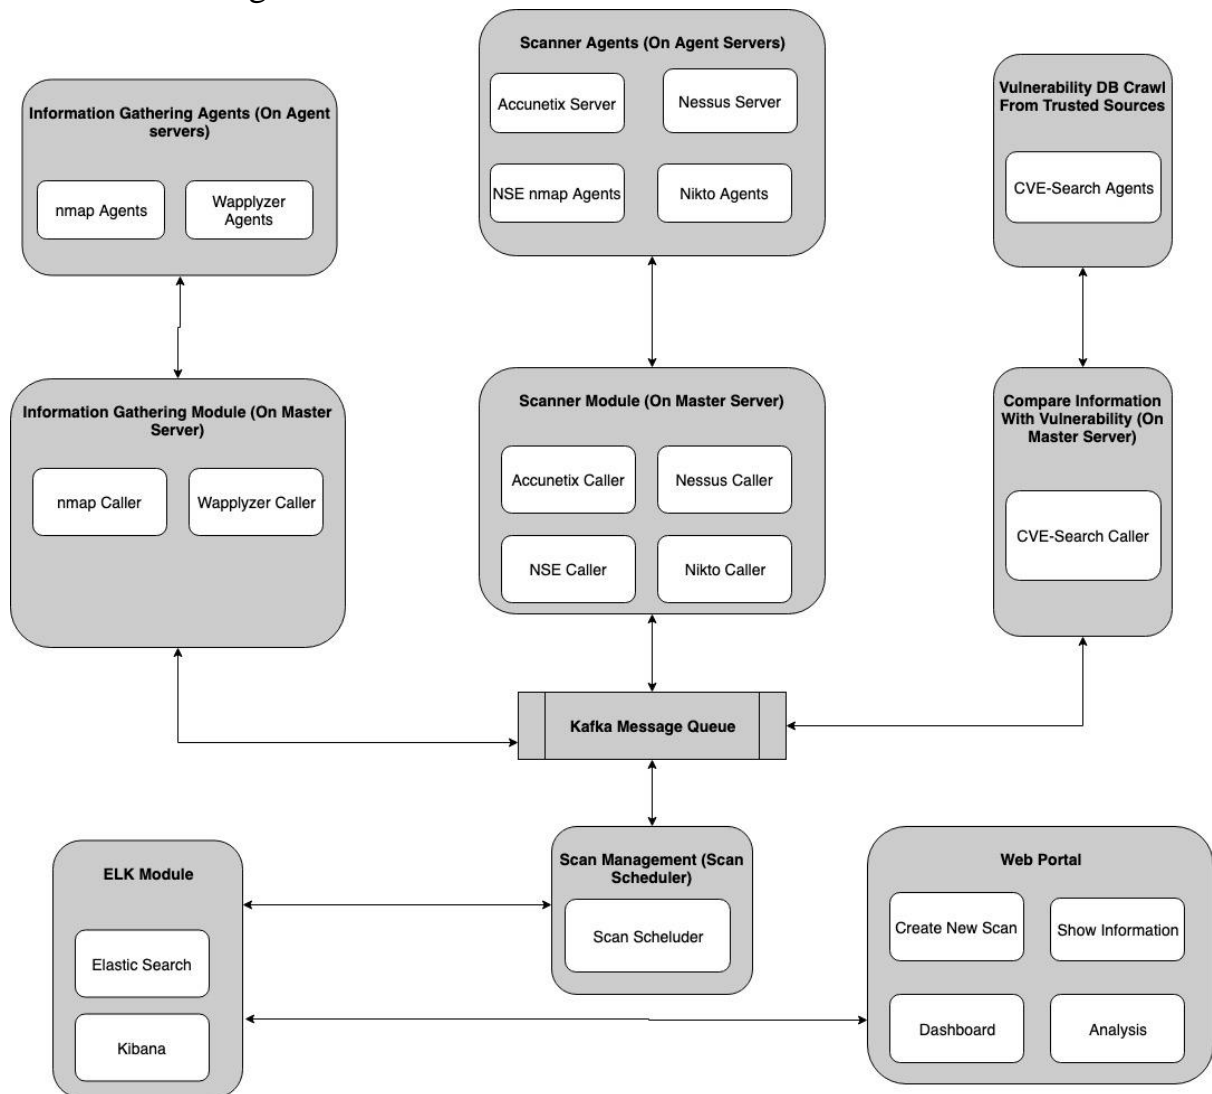 Scanner Agents (On Agent Servers)
Accunetix Server
Nessus Server
NSE nmap Agents
Nikto Agents
Information Gathering Agents (On Agent
servers)
nmap Agents
Wapplyzer
Agents
Vulnerability DB Crawl
From Trusted Sources
CVE-Search Agents
Information Gathering Module (On Master
Server)
nmap Caller
Wapplyzer Caller
Scanner Module (On Master Server)
Accunetix Caller
Nessus Caller
NSE Caller
Nikto Caller
Compare Information
With Vulnerability (On
Master Server)
CVE-Search Caller
Kafka Message Queue
ELK Module
Elastic Search
Kibana
Scan Management (Scan
Scheduler)
Scan Scheluder
Web Portal
Create New Scan
Show Information
Dashboard
Analysis